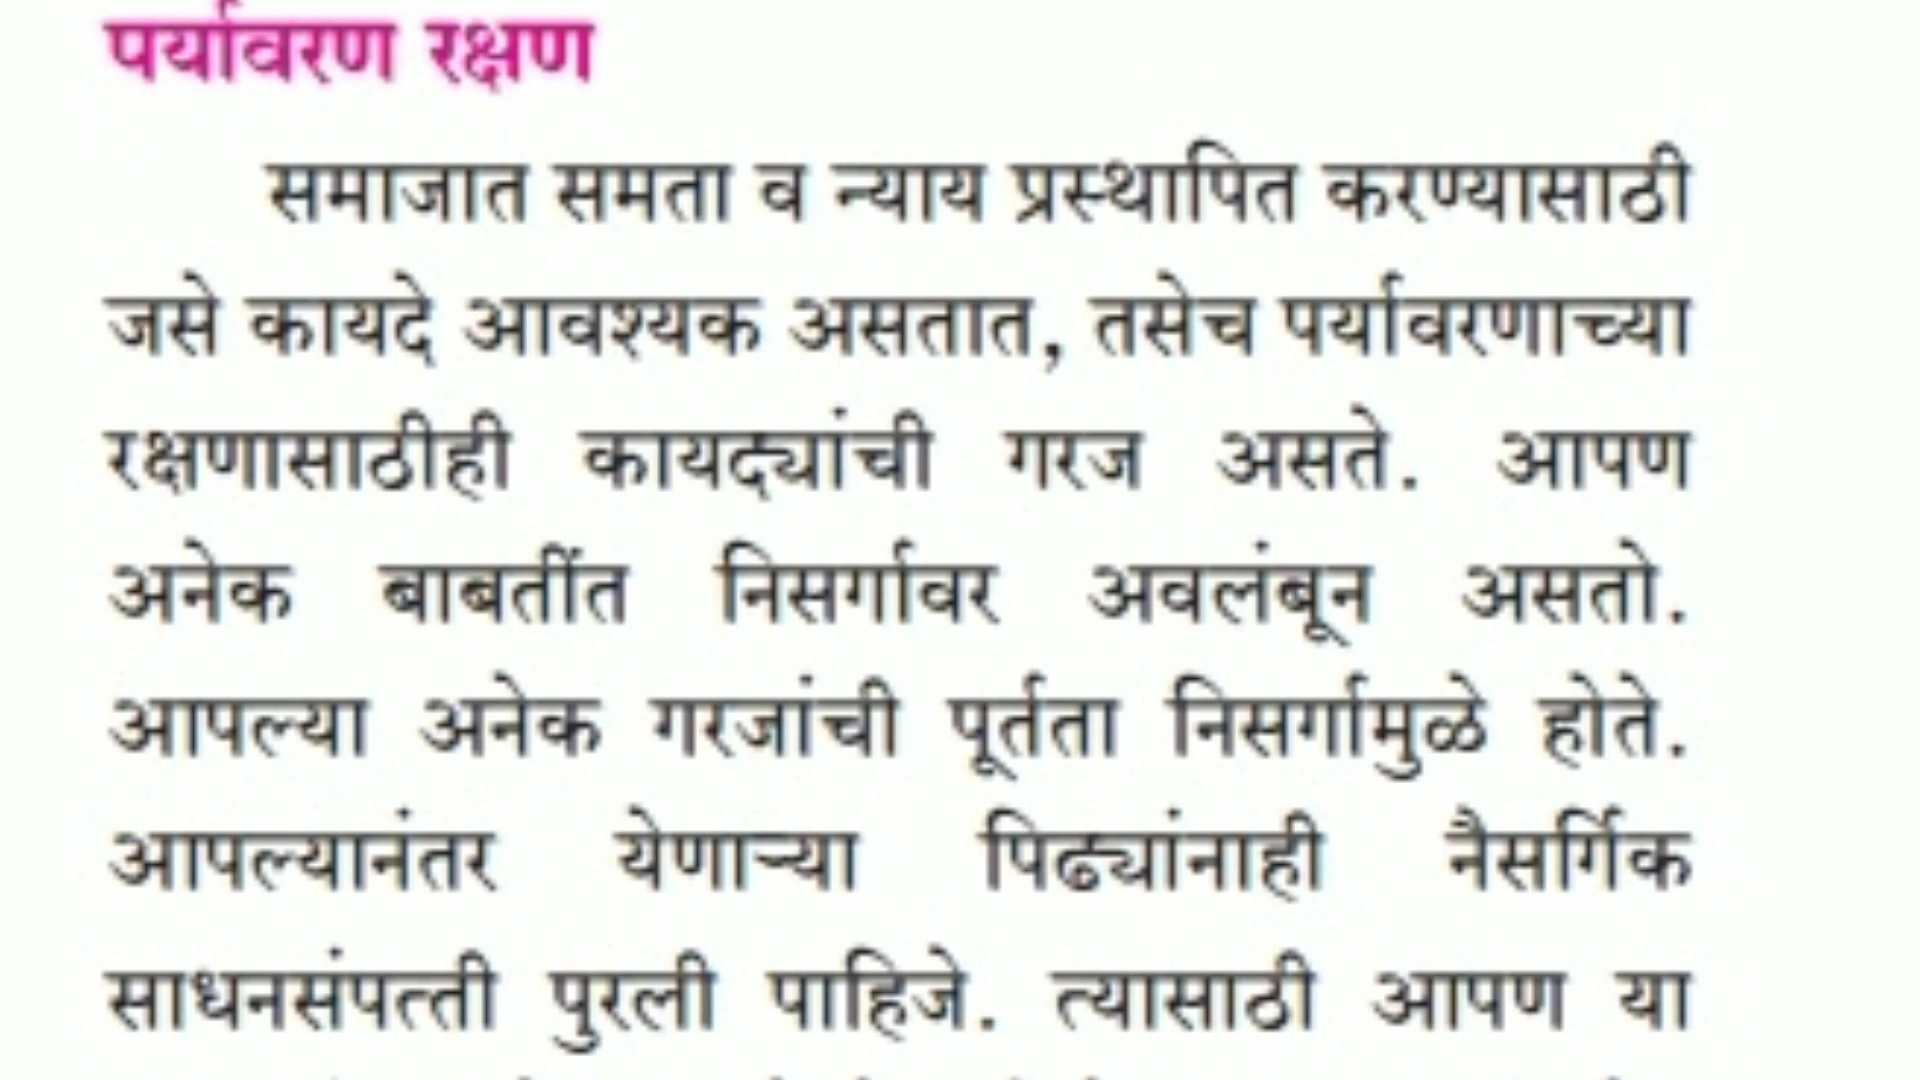 पर्यावरण रक्षण
समाजात समता व न्याय प्रस्थापित करण्यासाठी
जसे कायदे आवश्यक असतात, तसेच पर्यावरणाच्या
रक्षणासाठीही कायद्यांची गरज असते. आपण
अनेक बाबतींत निसर्गावर अवलंबून असतो.
आपल्या अनेक गरजांची पूर्तता निसर्गामुळे होते.
आपल्यानंतर येणाऱ्या पिढ्यांनाही नैसर्गिक
साधनसंपत्ती पुरली पाहिजे. त्यासाठी आपण या